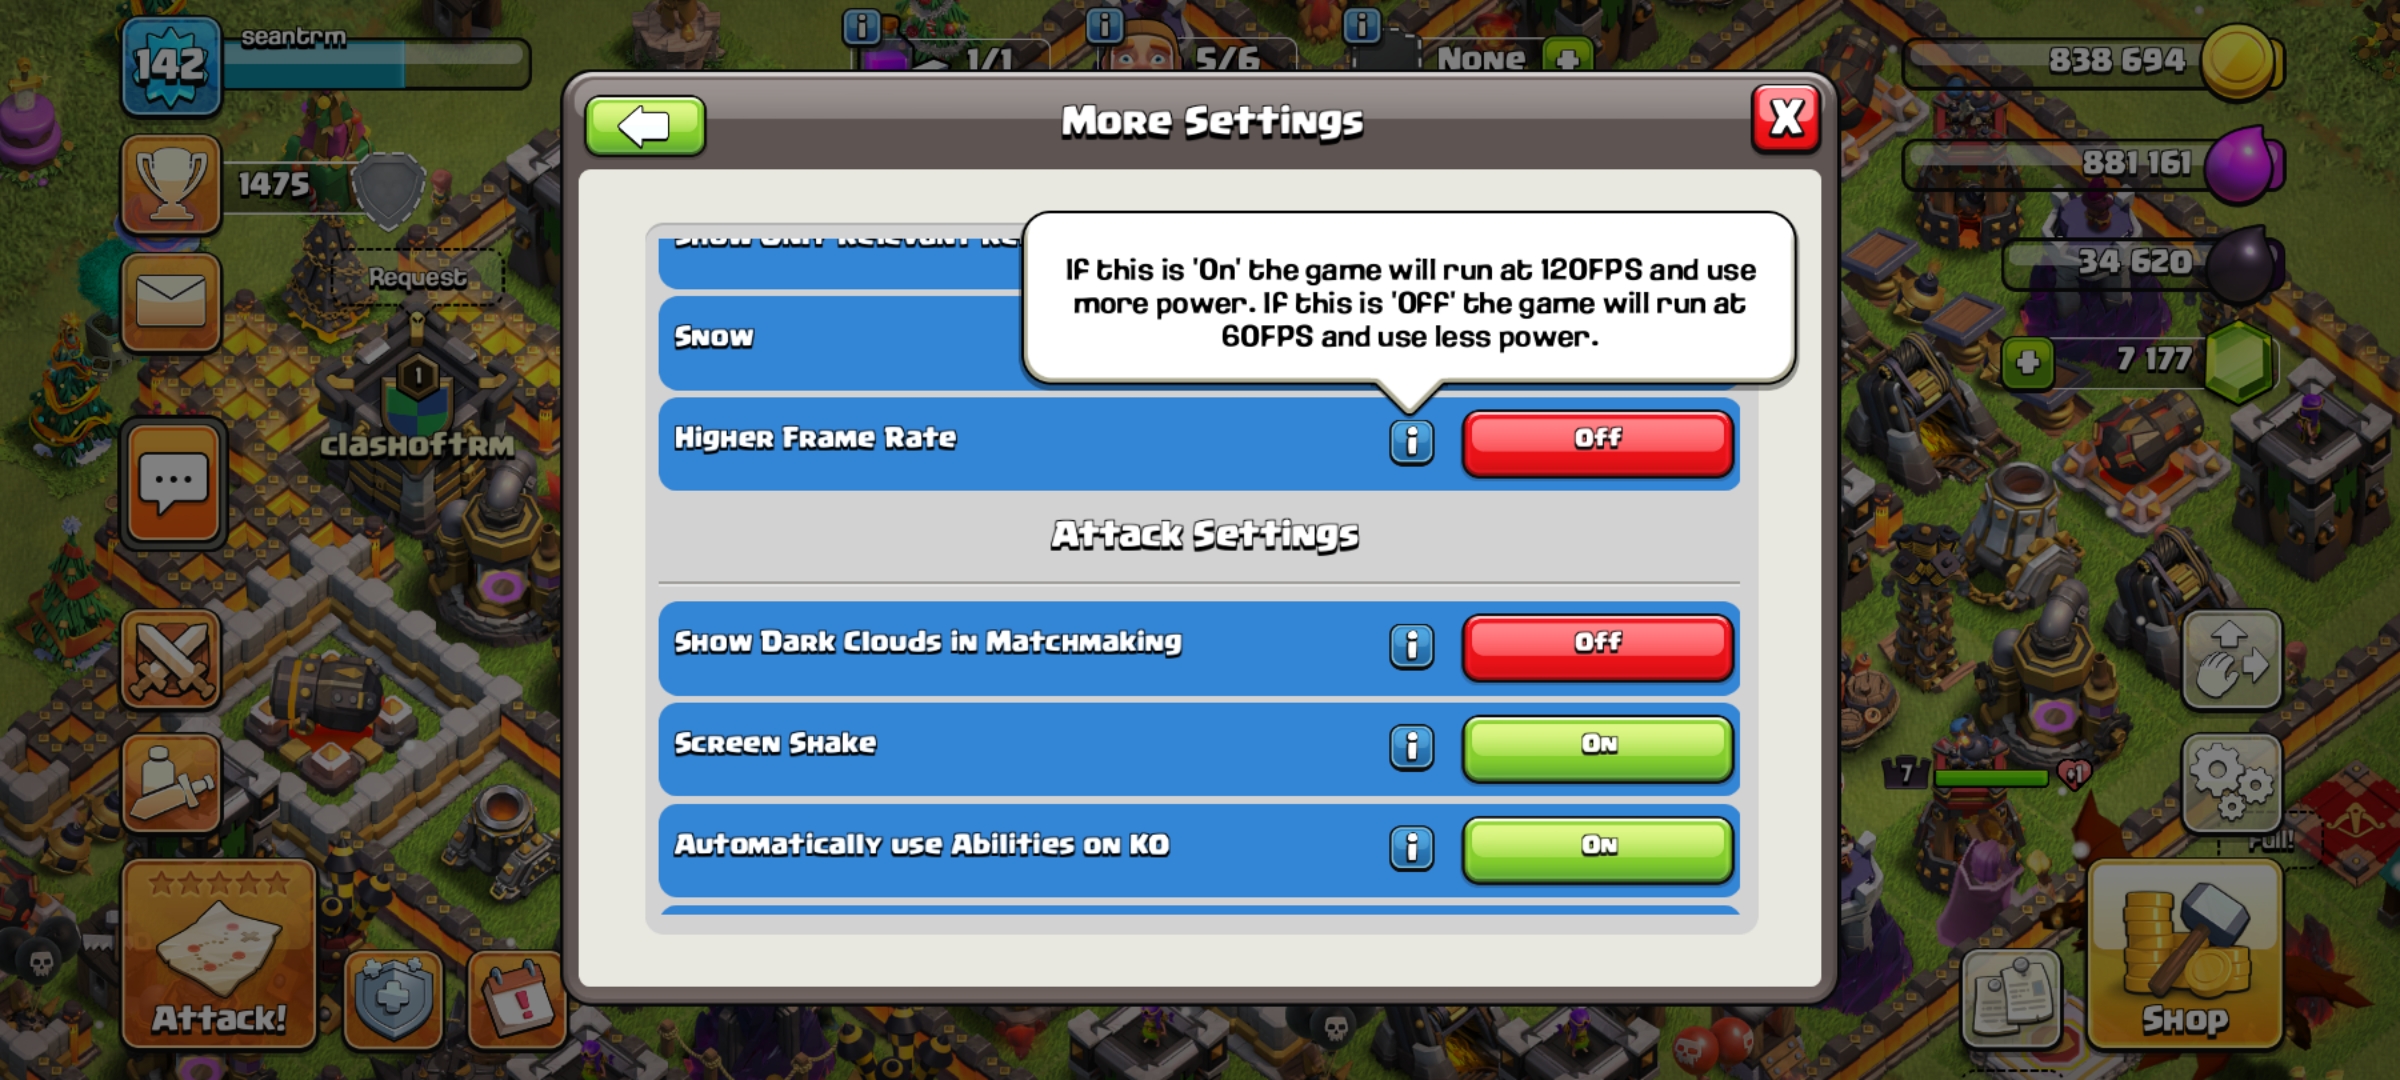 142
seantrm
1/1
5/6
None
838 694
More Settings
X
1475
881 161
Request
If this is 'On' the game will run at 120FPS and use
more power. If this is 'Off' the game will run at
60FPS and use less power.
34 620
Snow
7 177
1
clashoftRM
Higher Frame Rate
i
Off
Attack Settings
Show Dark Clouds in Matchmaking
i
Off
Screen Shake
i
On
7
+1
Automatically use Abilities on KO
i
On
Full!
Attack!
Shop